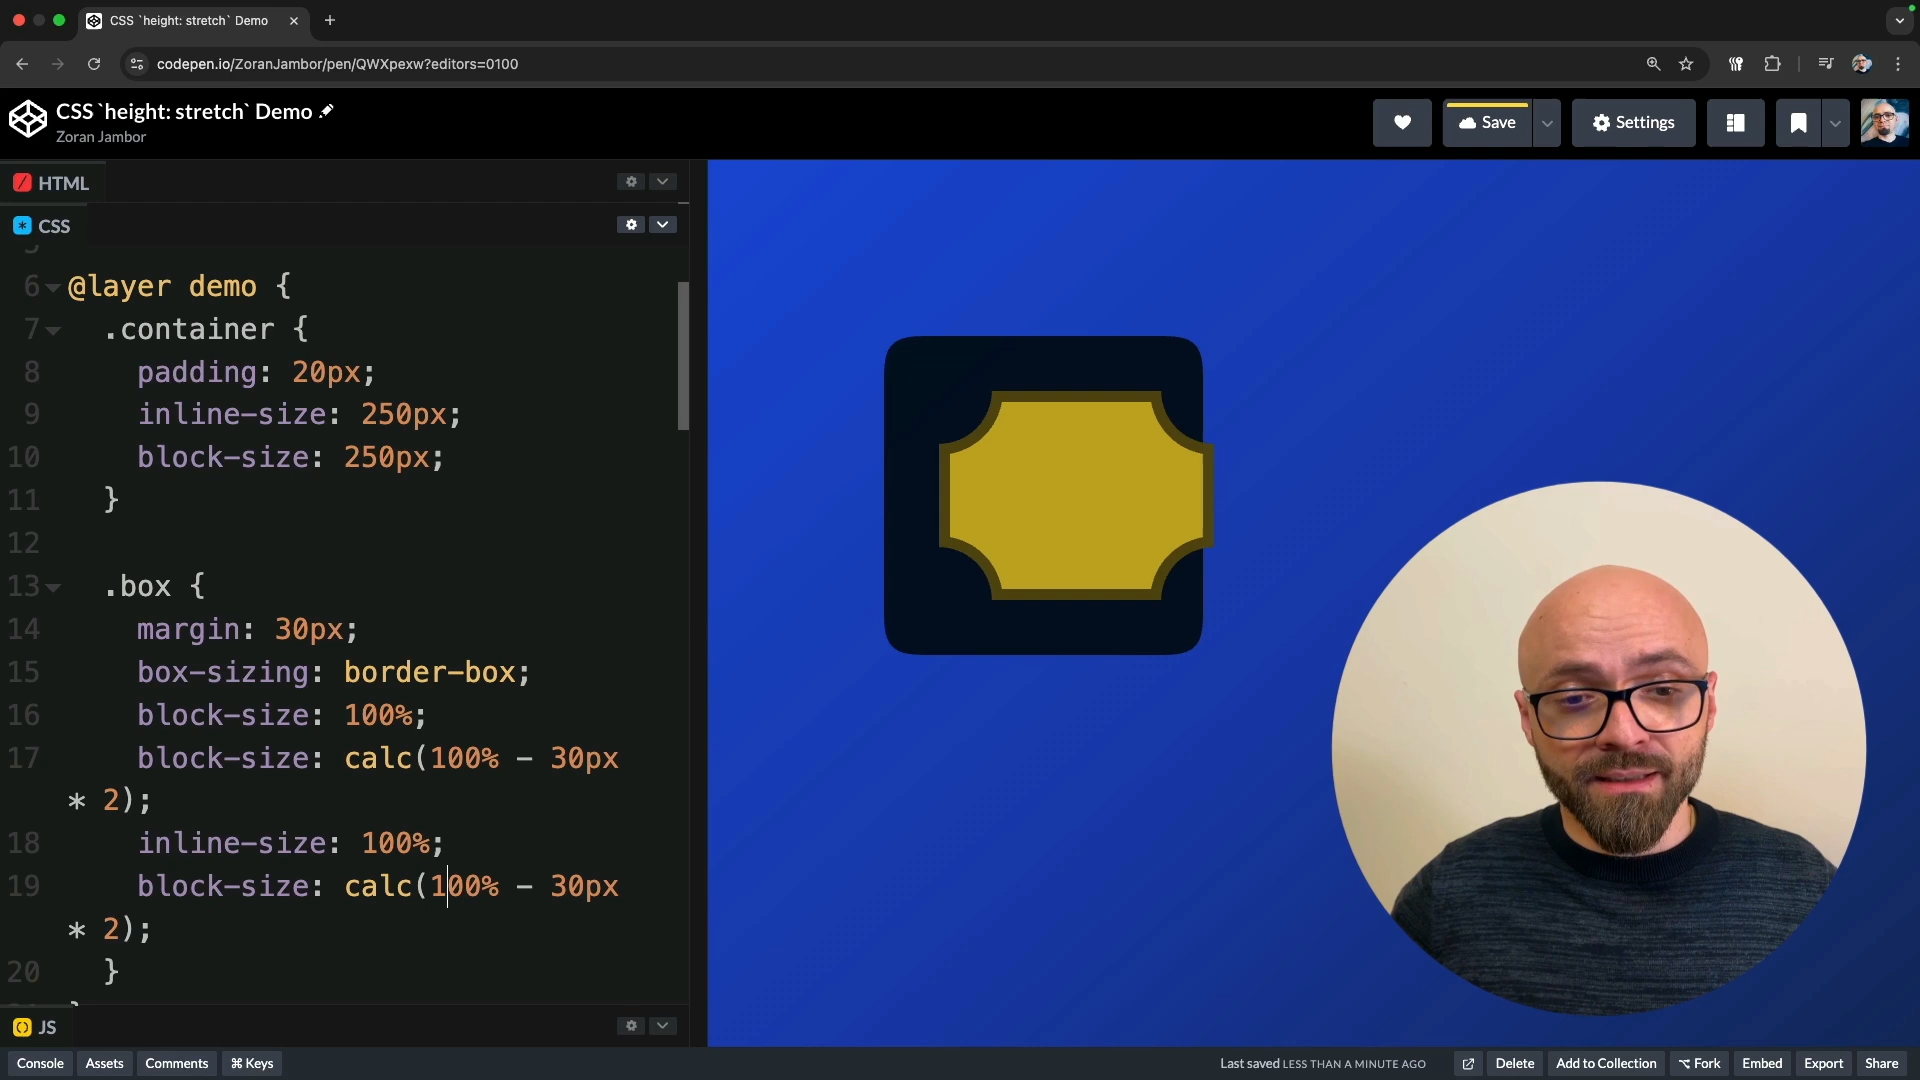 CSS `height: stretch` Demo
codepen.io/ZoranJambor/pen/QWXpexw?editors=0100
CSS `height: stretch` Demo
Zoran Jambor
Save
Settings
HTML
CSS
6 @layer demo {
7 .container {
8 padding: 20px;
9 inline-size: 250px;
10 block-size: 250px;
11 }
12
13 .box {
14 margin: 30px;
15 box-sizing: border-box;
16 block-size: 100%;
17 block-size: calc(100% - 30px
* 2);
18 inline-size: 100%;
19 block-size: calc(100% - 30px
* 2);
20 }
JS
Console Assets Comments ⌘ Keys
Last saved LESS THAN A MINUTE AGO Delete Add to Collection ⌥ Fork Embed Export Share